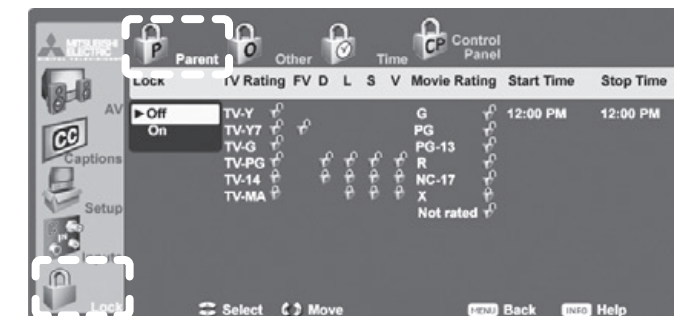 MITSUBISHI ELECTRIC
P Parent
O Other
Time
CP Control Panel
Lock TV Rating FV D L S V Movie Rating Start Time Stop Time
AV
Off
On
TV-Y G 12:00 PM 12:00 PM
TV-Y7 PG
TV-G PG-13
TV-PG R
TV-14 NC-17
TV-MA X
Not rated
CC
Captions
Setup
IN
Lock
Select Move MENU Back INFO Help